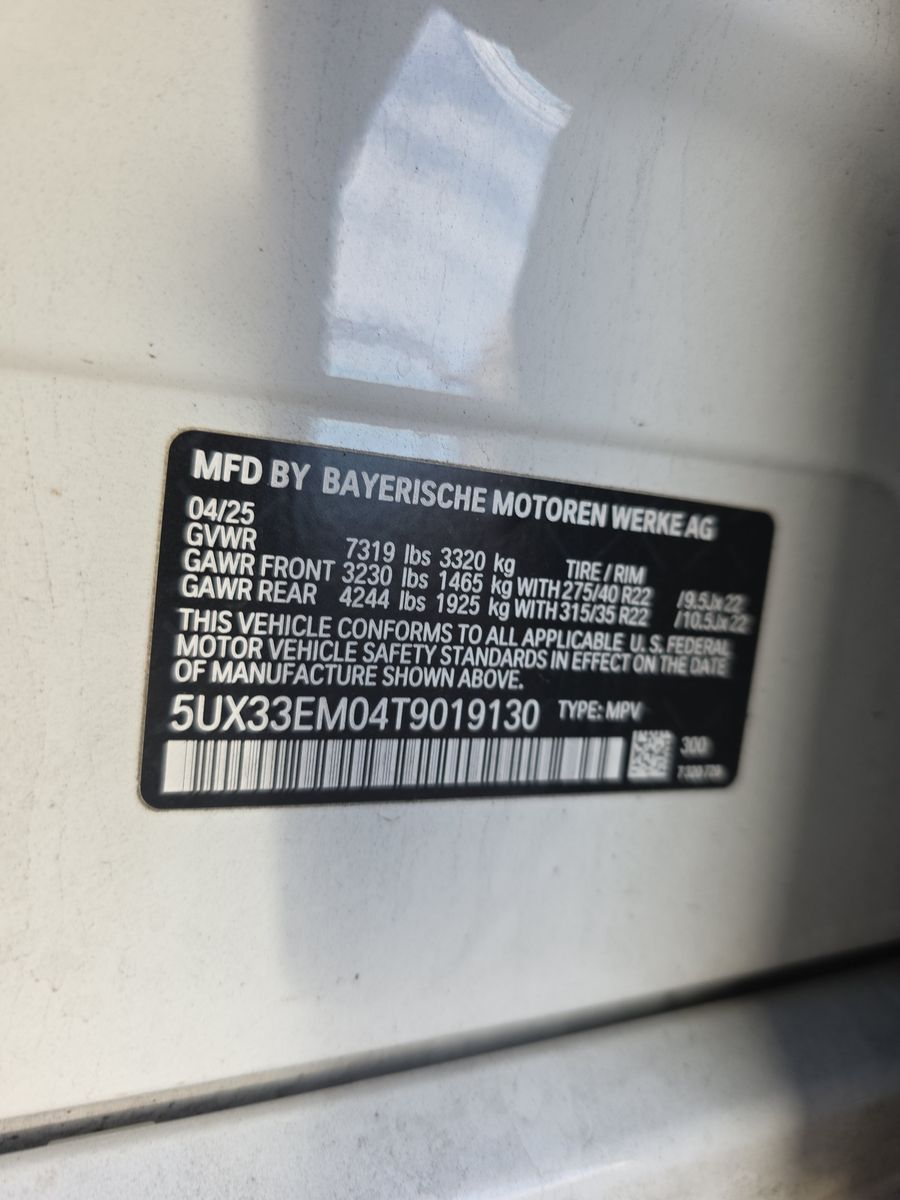 MFD BY BAYERISCHE MOTOREN WERKE AG
04/25
GVWR 7319 lbs 3320 kg TIRE / RIM
GAWR FRONT 3230 lbs 1465 kg WITH 275/40 R22 /9.5Jx22
GAWR REAR 4244 lbs 1925 kg WITH 315/35 R22 /10.5Jx22
THIS VEHICLE CONFORMS TO ALL APPLICABLE U. S. FEDERAL
MOTOR VEHICLE SAFETY STANDARDS IN EFFECT ON THE DATE
OF MANUFACTURE SHOWN ABOVE.
5UX33EM04T9019130 TYPE: MPV
300